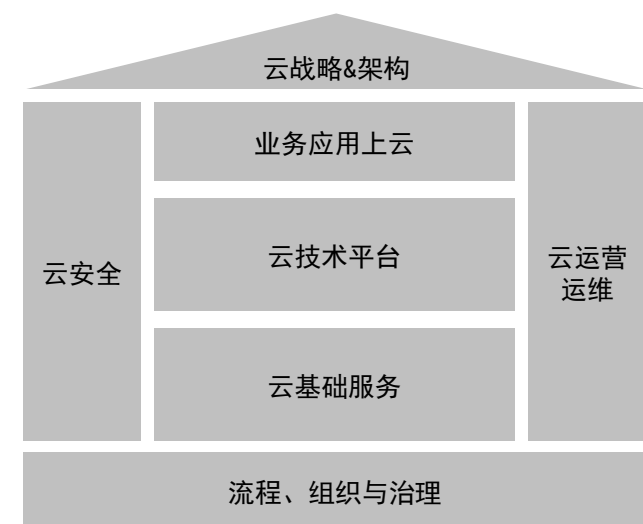 云战略&架构
业务应用上云
云安全
云技术平台
云运营
运维
云基础服务
流程、组织与治理